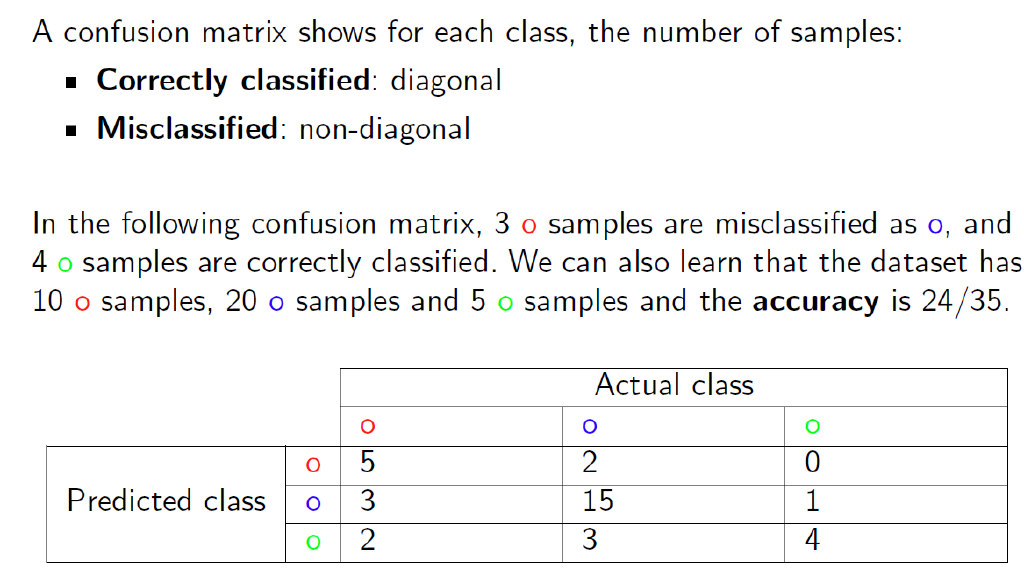 A confusion matrix shows for each class, the number of samples:
▪ Correctly classified: diagonal
▪ Misclassified: non-diagonal
In the following confusion matrix, 3 o samples are misclassified as o, and
4 o samples are correctly classified. We can also learn that the dataset has
10 o samples, 20 o samples and 5 o samples and the accuracy is 24/35.
Actual class
o o o
o 5 2 0
Predicted class o 3 15 1
o 2 3 4